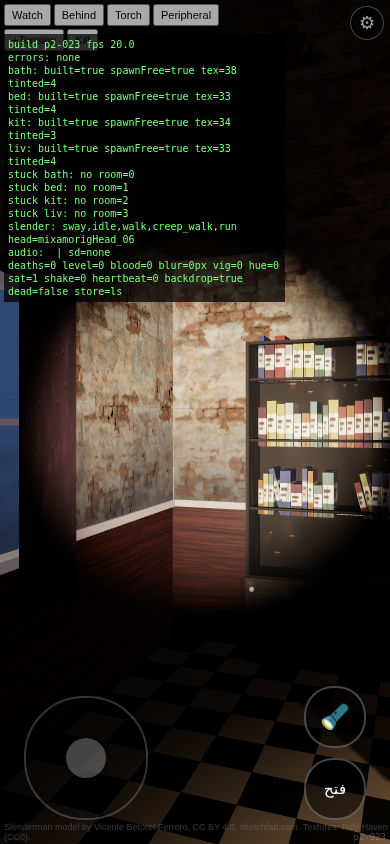 Watch Behind Torch Peripheral
build p2-023 fps 20.0
errors: none
bath: built=true spawnFree=true tex=38
tinted=4
bed: built=true spawnFree=true tex=33
tinted=4
kit: built=true spawnFree=true tex=34
tinted=3
liv: built=true spawnFree=true tex=33
tinted=4
stuck bath: no room=0
stuck bed: no room=1
stuck kit: no room=2
stuck liv: no room=3
slender: sway,idle,walk,creep_walk,run
head=mixamorigHead_06
audio:  | sd=none
deaths=0 level=0 blood=0 blur=0px vig=0 hue=0
sat=1 shake=0 heartbeat=0 backdrop=true
dead=false store=ls
فتح
Slenderman model by Vicente Betoret Ferrero, CC BY 4.0, sketchfab.com. Textures: Poly Haven
(CC0).
p2-023